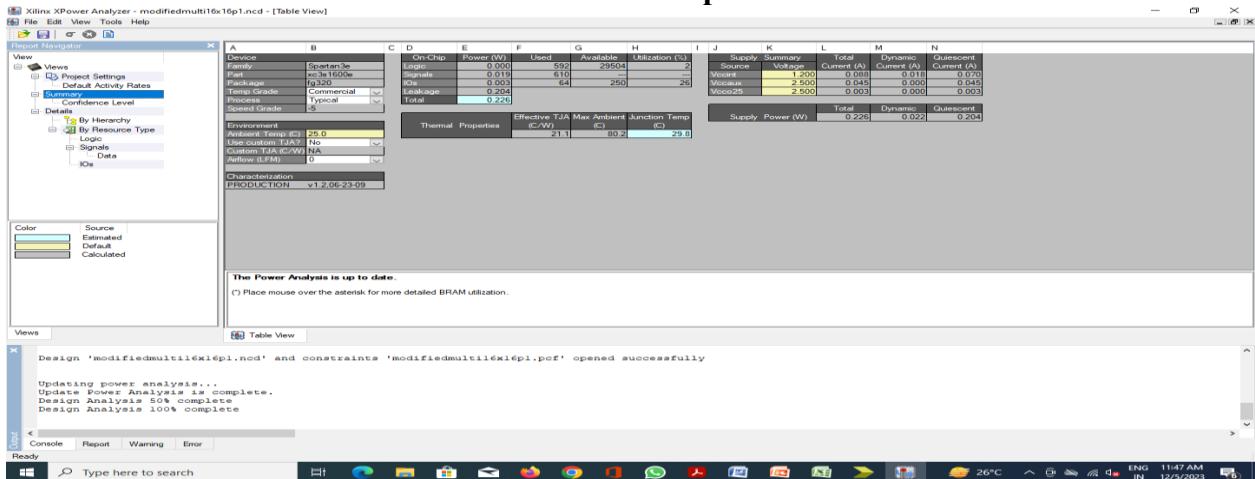 Xilinx XPower Analyzer - modifiedmulti16x16p1.ncd - [Table View]
File Edit View Tools Help
Report Navigator
View
Views
Project Settings
Default Activity Rates
Summary
Confidence Level
Details
By Hierarchy
By Resource Type
Logic
Signals
Data
IOs
A B C D E F G H I J K L M N
Device
Family Spartan3e
Part xc3s1600e
Package fg320
Temp Grade Commercial
Process Typical
Speed Grade -5
Environment
Ambient Temp (C) 25.0
Use custom TJA? No
Custom TJA (C/W) NA
Airflow (LFM) 0
Characterization
PRODUCTION v1.2,06-23-09
On-Chip Power (W) Used Available Utilization (%)
Logic 0.000 592 29504 2
Signals 0.019 610 --- ---
IOs 0.003 64 250 26
Leakage 0.204
Total 0.226
Effective TJA Max Ambient Junction Temp
Thermal Properties (C/W) (C) (C)
21.1 80.2 29.8
Supply Summary Total Dynamic Quiescent
Source Voltage Current (A) Current (A) Current (A)
Vccint 1.200 0.088 0.018 0.070
Vccaux 2.500 0.045 0.000 0.045
Vcco25 2.500 0.003 0.000 0.003
Total Dynamic Quiescent
Supply Power (W) 0.226 0.022 0.204
Color Source
Estimated
Default
Calculated
The Power Analysis is up to date.
(*) Place mouse over the asterisk for more detailed BRAM utilization.
Views
Table View
Design 'modifiedmulti16x16p1.ncd' and constraints 'modifiedmulti16x16p1.pcf' opened successfully
Updating power analysis...
Update Power Analysis is complete.
Design Analysis 50% complete
Design Analysis 100% complete
Output
Console Report Warning Error
Ready
Type here to search
26°C
ENG 11:47 AM
IN 12/5/2023
6